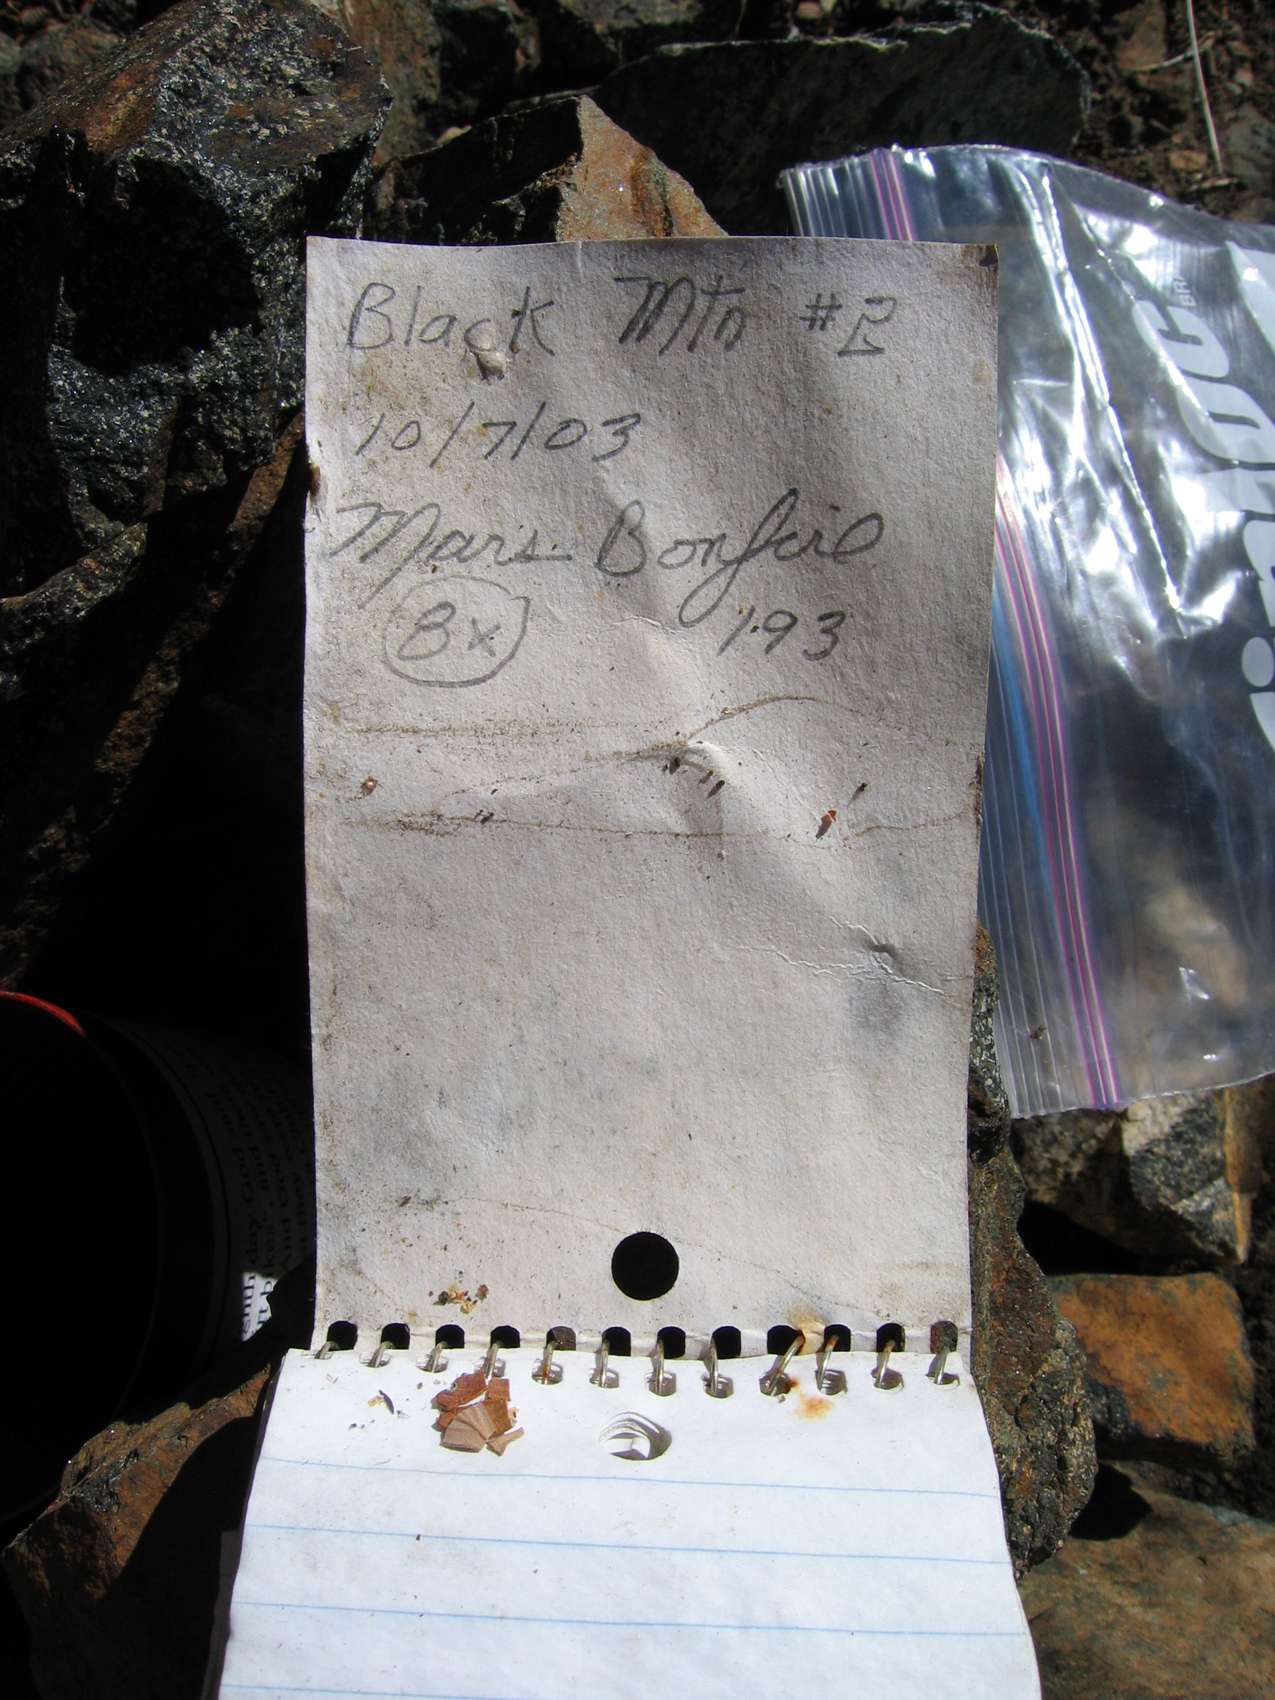 Black Mtn #2
10/7/03
Mars Bonfire
8x
1.93